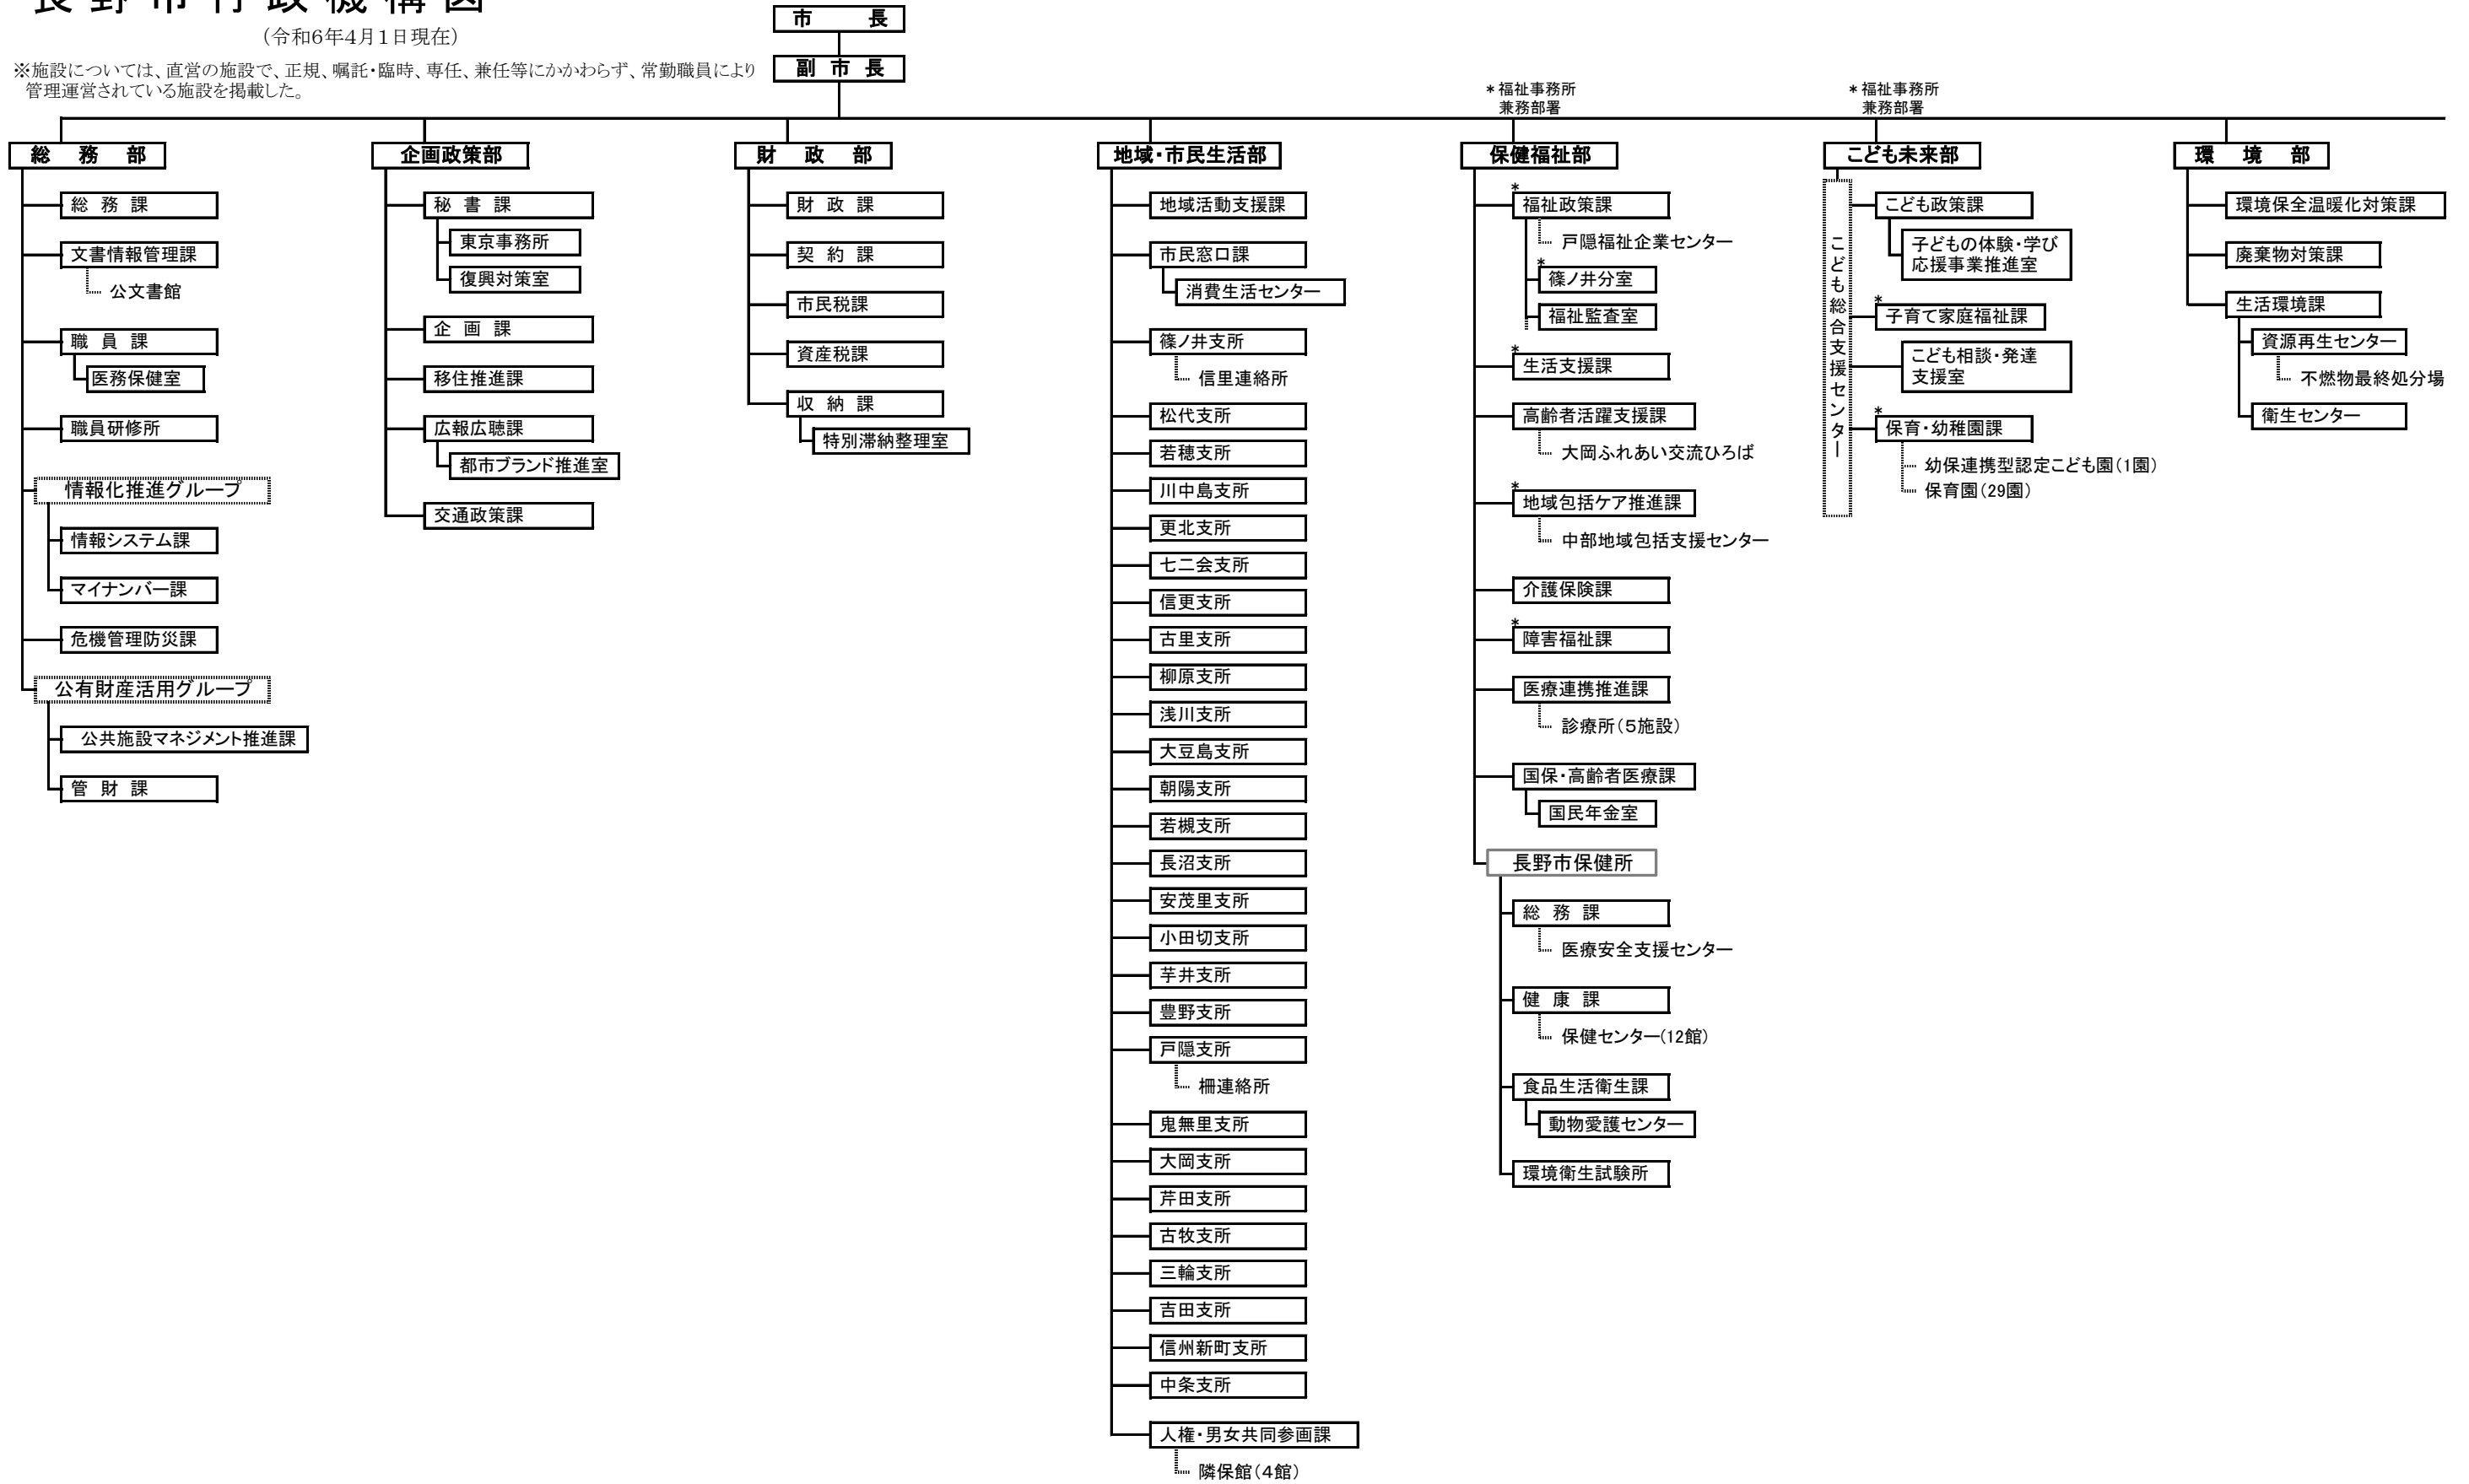 長野市行政機構図
（令和6年4月1日現在）
※施設については、直営の施設で、正規、嘱託・臨時、専任、兼任等にかかわらず、常勤職員により
管理運営されている施設を掲載した。
市　　長
副 市 長
＊福祉事務所
兼務部署
＊福祉事務所
兼務部署
総　務　部
総 務 課
文書情報管理課
公文書館
職 員 課
医務保健室
職員研修所
情報化推進グループ
情報システム課
マイナンバー課
危機管理防災課
公有財産活用グループ
公共施設マネジメント推進課
管 財 課
企画政策部
秘 書 課
東京事務所
復興対策室
企 画 課
移住推進課
広報広聴課
都市ブランド推進室
交通政策課
財　政　部
財 政 課
契 約 課
市民税課
資産税課
収 納 課
特別滞納整理室
地域・市民生活部
地域活動支援課
市民窓口課
消費生活センター
篠ノ井支所
信里連絡所
松代支所
若穂支所
川中島支所
更北支所
七二会支所
信更支所
古里支所
柳原支所
浅川支所
大豆島支所
朝陽支所
若槻支所
長沼支所
安茂里支所
小田切支所
芋井支所
豊野支所
戸隠支所
柵連絡所
鬼無里支所
大岡支所
芹田支所
古牧支所
三輪支所
吉田支所
信州新町支所
中条支所
人権・男女共同参画課
隣保館（4館）
保健福祉部
＊
福祉政策課
戸隠福祉企業センター
＊
篠ノ井分室
福祉監査室
＊
生活支援課
高齢者活躍支援課
大岡ふれあい交流ひろば
＊
地域包括ケア推進課
中部地域包括支援センター
介護保険課
＊
障害福祉課
医療連携推進課
診療所（5施設）
国保・高齢者医療課
国民年金室
長野市保健所
総 務 課
医療安全支援センター
健 康 課
保健センター(12館)
食品生活衛生課
動物愛護センター
環境衛生試験所
こども未来部
こども総合支援センター
こども政策課
子どもの体験・学び
応援事業推進室
＊
子育て家庭福祉課
こども相談・発達
支援室
＊
保育・幼稚園課
幼保連携型認定こども園（1園）
保育園（29園）
環　境　部
環境保全温暖化対策課
廃棄物対策課
生活環境課
資源再生センター
不燃物最終処分場
衛生センター